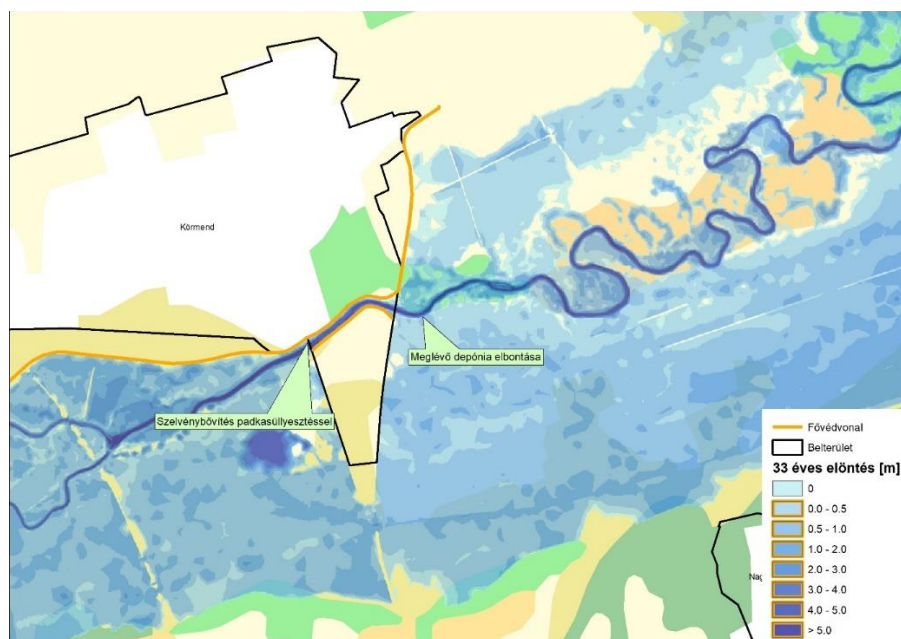 Körmend
Meglévő depónia elbontása
Szelvénybővítés padkasüllyesztéssel
Fővédvonal
Belterület
33 éves elöntés [m]
0
0.0 - 0.5
0.5 - 1.0
1.0 - 2.0
2.0 - 3.0
3.0 - 4.0
4.0 - 5.0
> 5.0
Nag